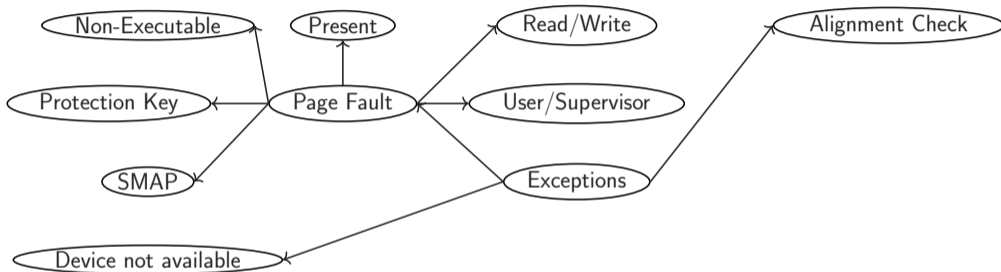 Non-Executable
Present
Read/Write
Alignment Check
Protection Key
Page Fault
User/Supervisor
SMAP
Exceptions
Device not available